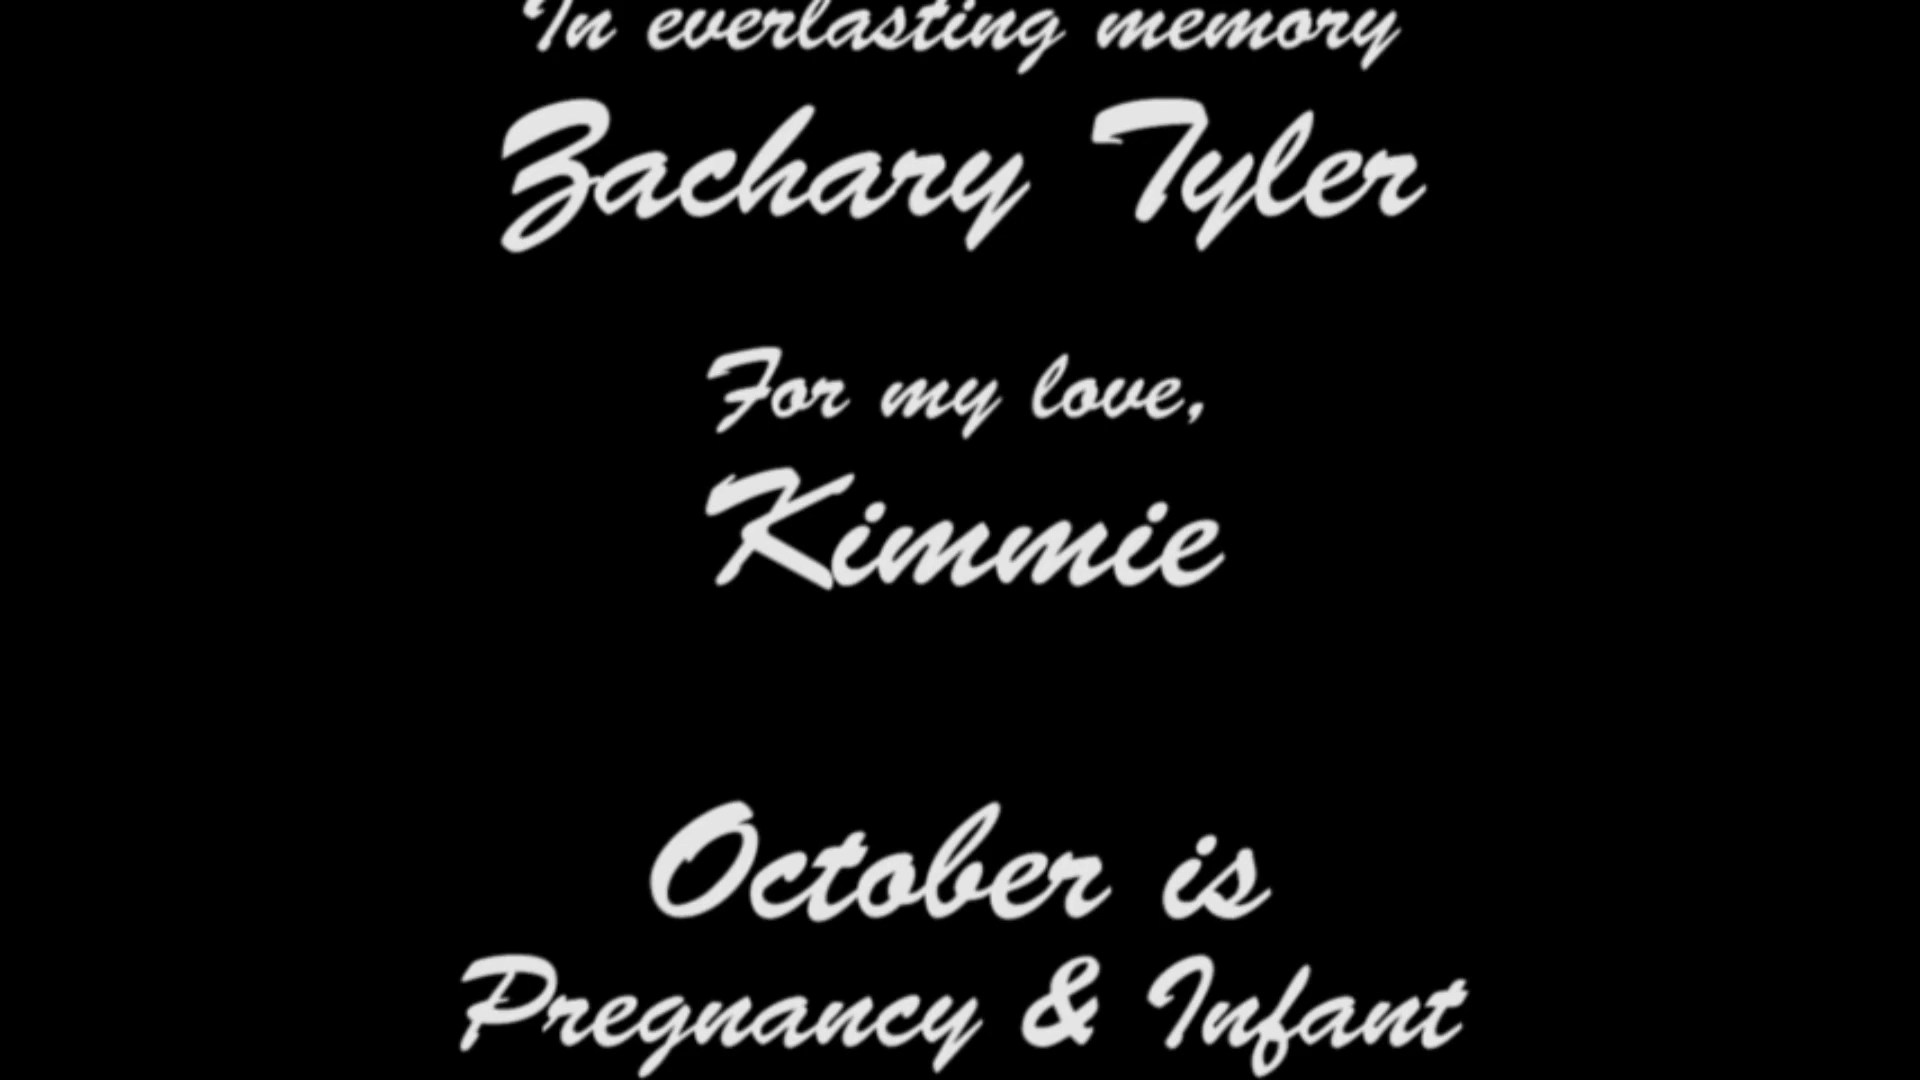 In everlasting memory
Zachary Tyler
For my love,
Kimmie
October is
Pregnancy & Infant